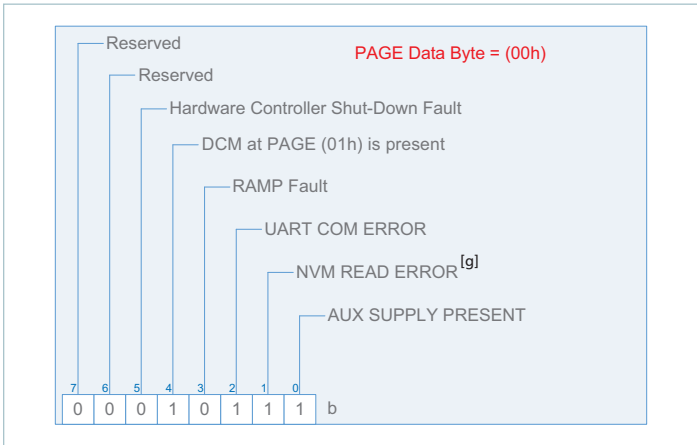 Reserved
PAGE Data Byte = (00h)
Reserved
Hardware Controller Shut-Down Fault
DCM at PAGE (01h) is present
RAMP Fault
UART COM ERROR
NVM READ ERROR[g]
AUX SUPPLY PRESENT
7 6 5 4 3 2 1 0
0 0 0 1 0 1 1 1 b